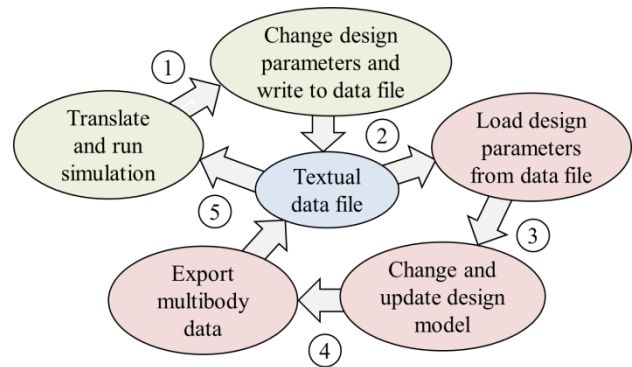 Change design
parameters and
write to data file
1
Translate
and run
simulation
2
Load design
parameters
from data file
Textual
data file
5
3
Export
multibody
data
Change and
update design
model
4